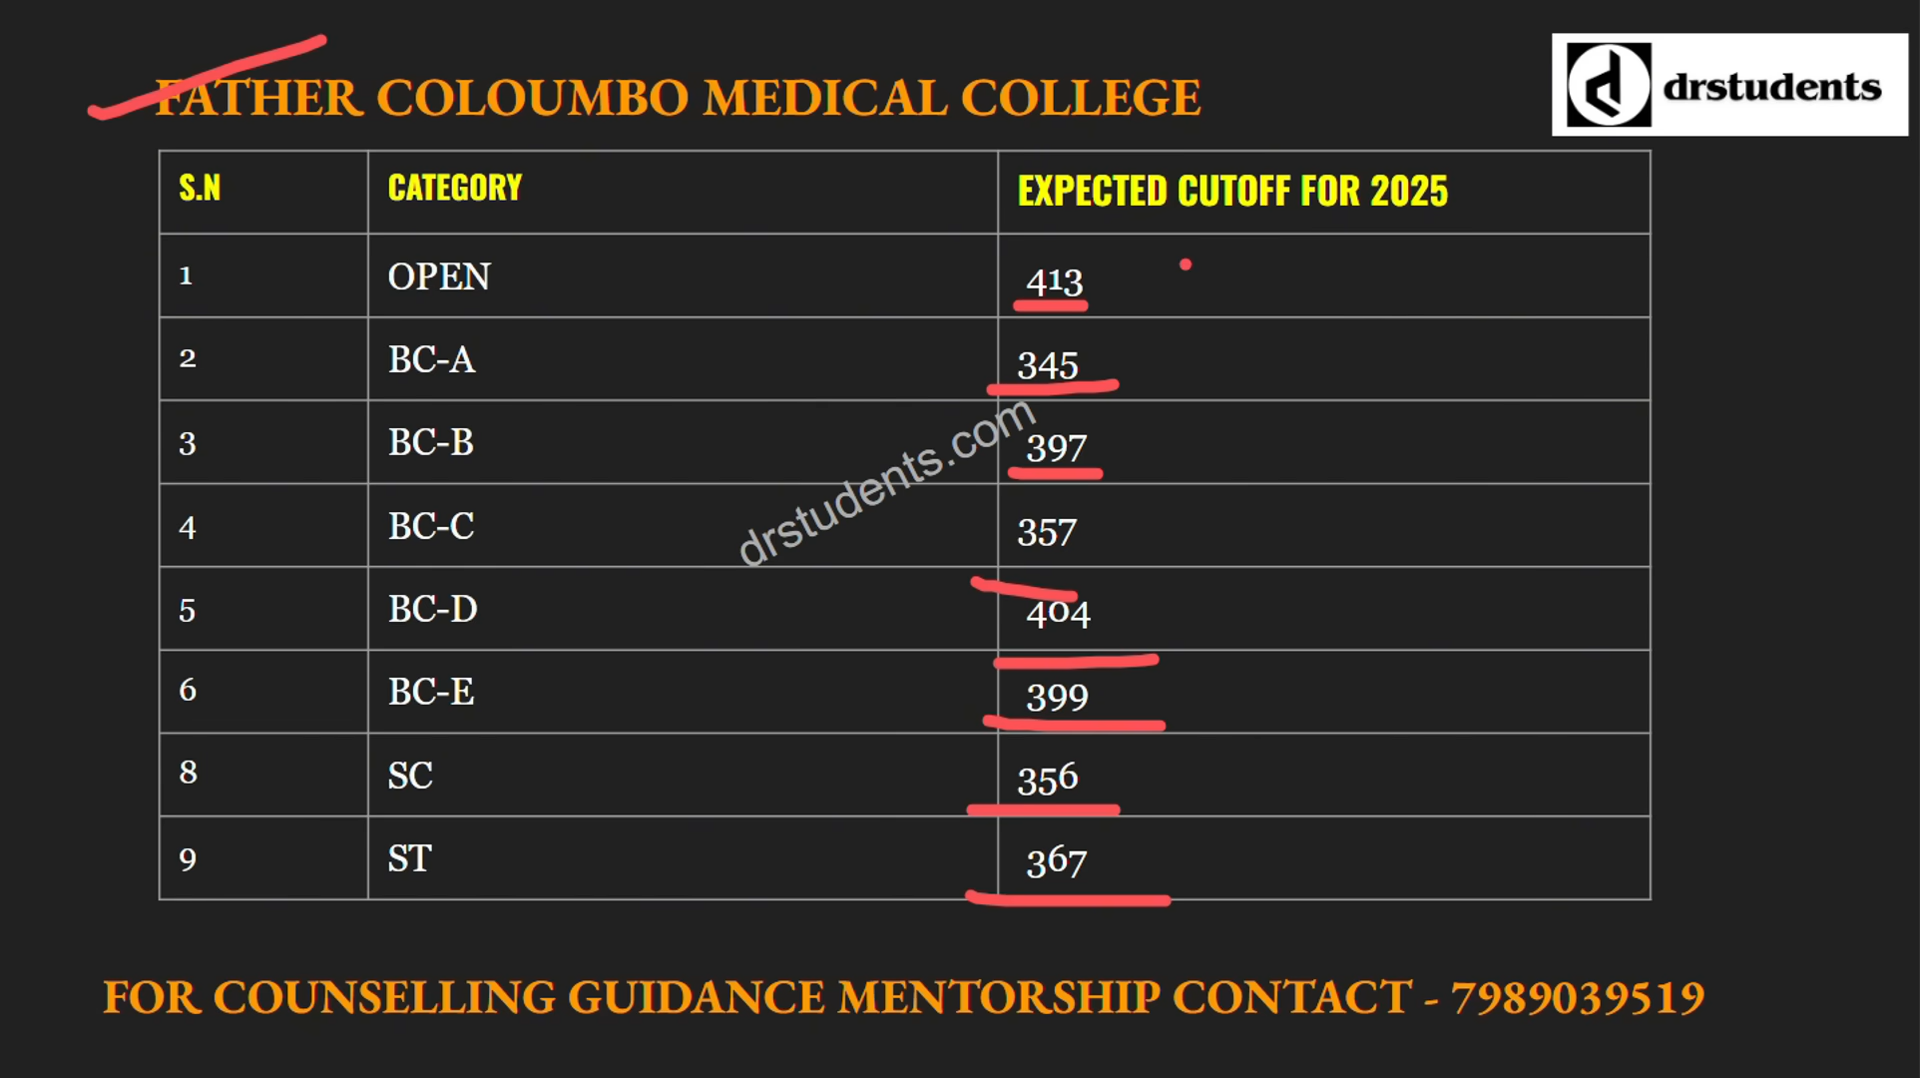 FATHER COLOUMBO MEDICAL COLLEGE
drstudents
S.N CATEGORY EXPECTED CUTOFF FOR 2025
1 OPEN 413
2 BC-A 345
3 BC-B 397
4 BC-C 357
5 BC-D 404
6 BC-E 399
8 SC 356
9 ST 367
drstudents.com
FOR COUNSELLING GUIDANCE MENTORSHIP CONTACT - 7989039519